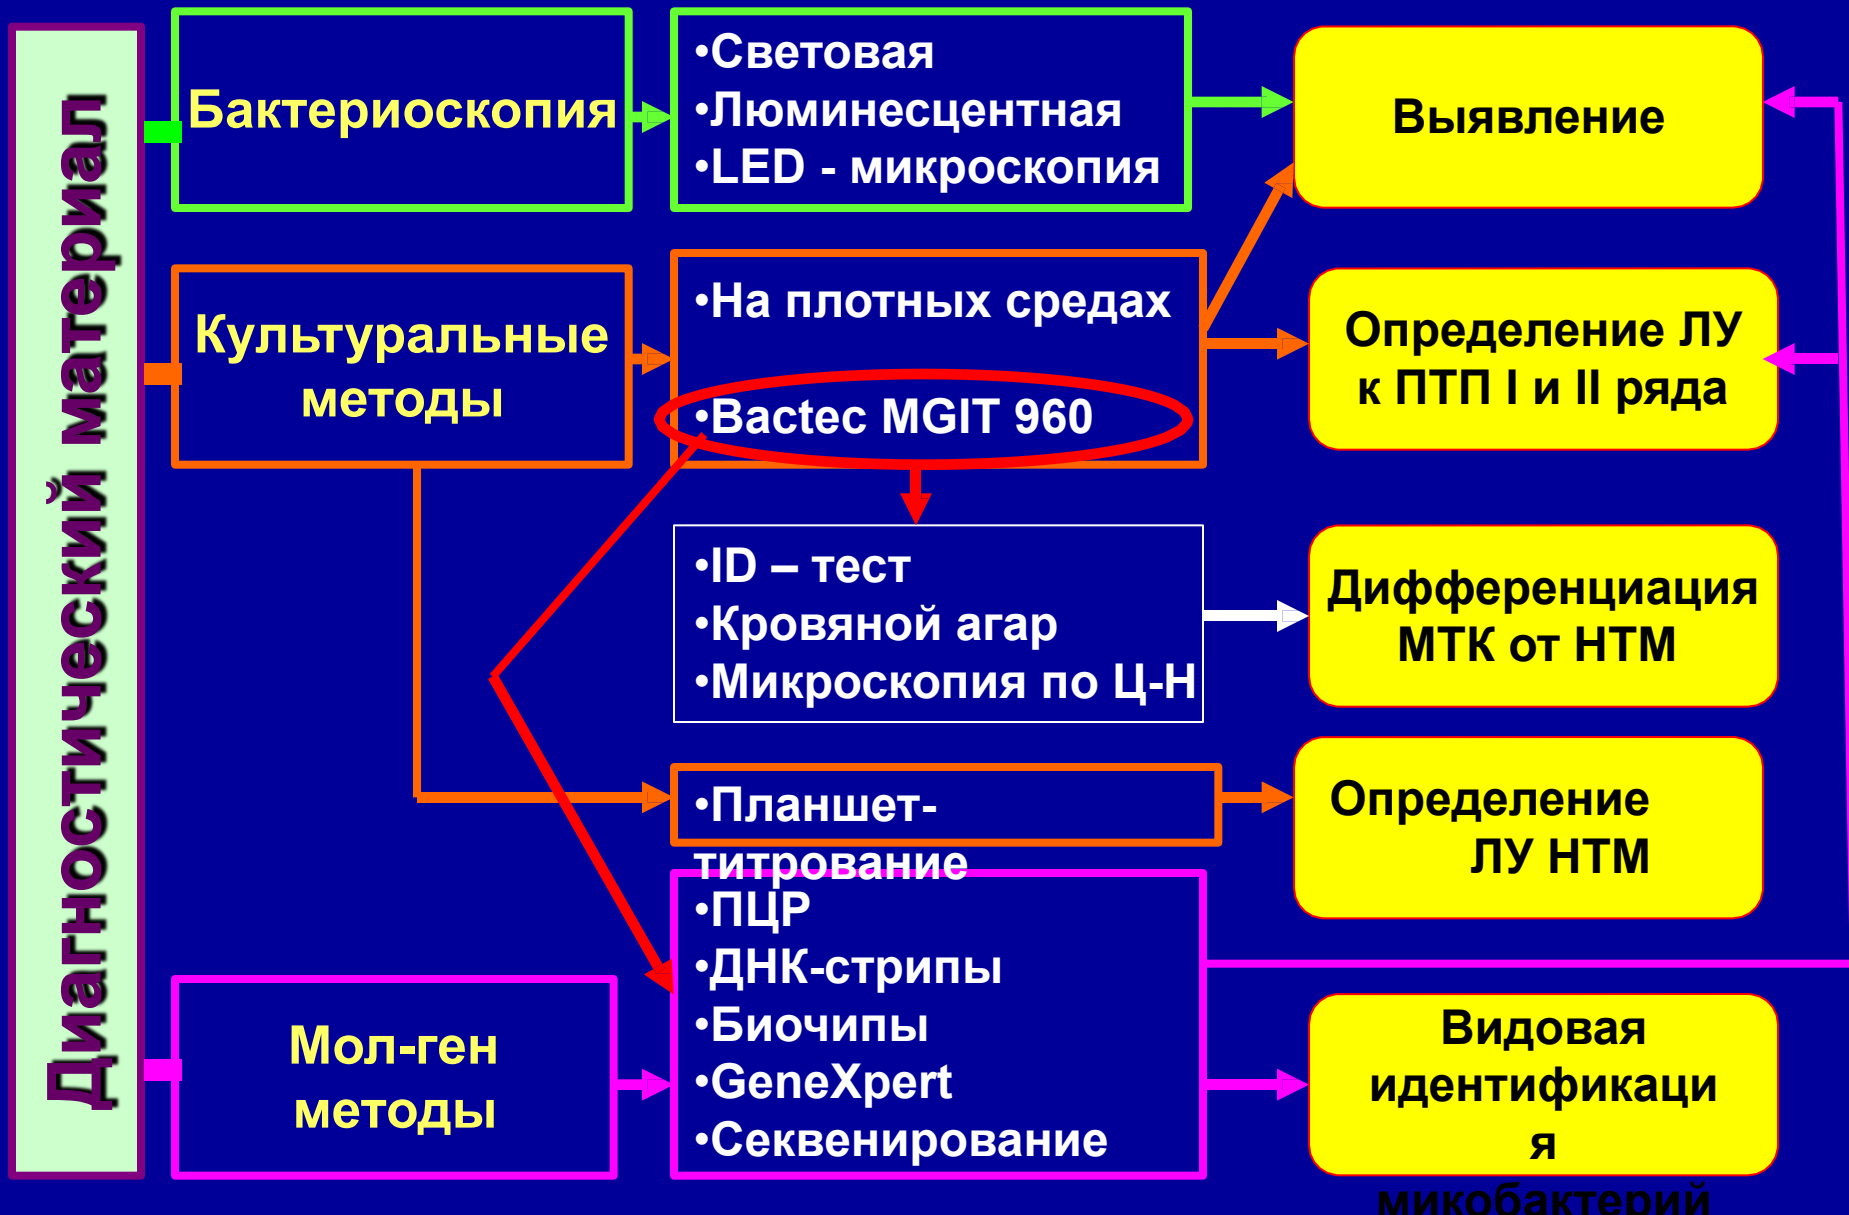 Диагностический материал
Бактериоскопия
•Световая
•Люминесцентная
•LED - микроскопия
Выявление
Культуральные
методы
•На плотных средах
•Bactec MGIT 960
Определение ЛУ
к ПТП I и II ряда
•ID – тест
•Кровяной агар
•Микроскопия по Ц-Н
Дифференциация
МТК от НТМ
•Планшет-
титрование
Определение
ЛУ НТМ
Мол-ген
методы
•ПЦР
•ДНК-стрипы
•Биочипы
•GeneXpert
•Секвенирование
Видовая
идентификаци
я
микобактерий